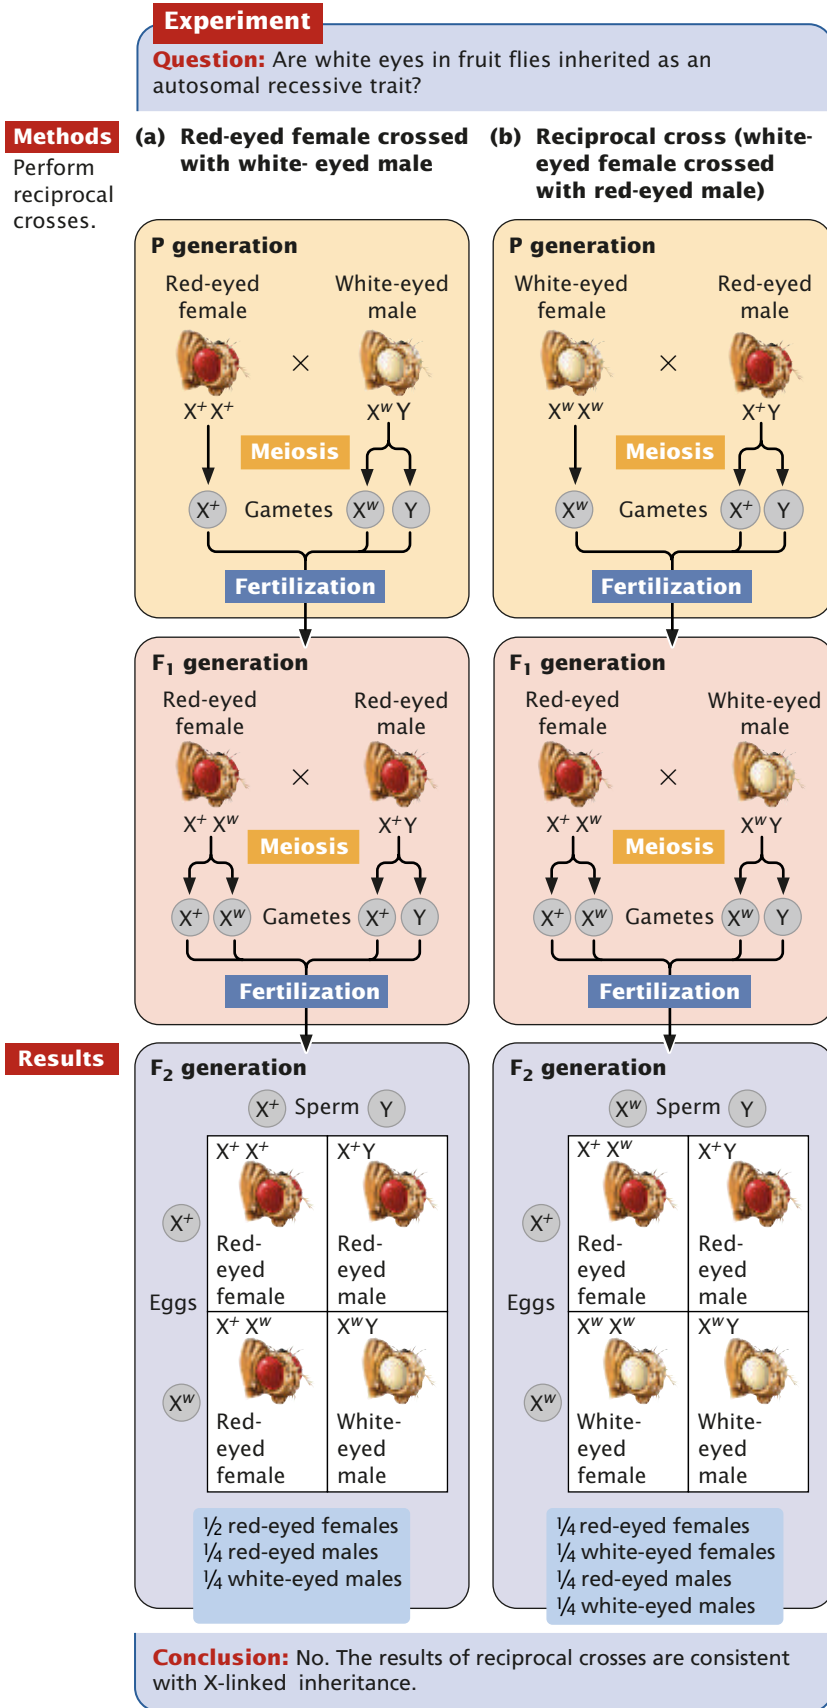 Experiment
Question: Are white eyes in fruit flies inherited as an
autosomal recessive trait?
Methods
Perform
reciprocal
crosses.
(a) Red-eyed female crossed
with white- eyed male
P generation
Red-eyed
female
White-eyed
male
×
X⁺ X⁺
Xʷ Y
Meiosis
X⁺
Gametes
Xʷ
Y
Fertilization
F₁ generation
Red-eyed
female
Red-eyed
male
×
X⁺ Xʷ
X⁺ Y
Meiosis
X⁺
Xʷ
Gametes
X⁺
Y
Fertilization
(b) Reciprocal cross (white-
eyed female crossed
with red-eyed male)
P generation
White-eyed
female
Red-eyed
male
×
Xʷ Xʷ
X⁺ Y
Meiosis
Xʷ
Gametes
X⁺
Y
Fertilization
F₁ generation
Red-eyed
female
White-eyed
male
×
X⁺ Xʷ
Xʷ Y
Meiosis
X⁺
Xʷ
Gametes
Xʷ
Y
Fertilization
Results
F₂ generation
X⁺ Sperm Y
X⁺ X⁺
X⁺ Y
X⁺
Red-
eyed
female
Red-
eyed
male
Eggs
X⁺ Xʷ
Xʷ Y
Xʷ
Red-
eyed
female
White-
eyed
male
½ red-eyed females
¼ red-eyed males
¼ white-eyed males
F₂ generation
Xʷ Sperm Y
X⁺ Xʷ
X⁺ Y
X⁺
Red-
eyed
female
Red-
eyed
male
Eggs
Xʷ Xʷ
Xʷ Y
Xʷ
White-
eyed
female
White-
eyed
male
¼ red-eyed females
¼ white-eyed females
¼ red-eyed males
¼ white-eyed males
Conclusion: No. The results of reciprocal crosses are consistent
with X-linked inheritance.